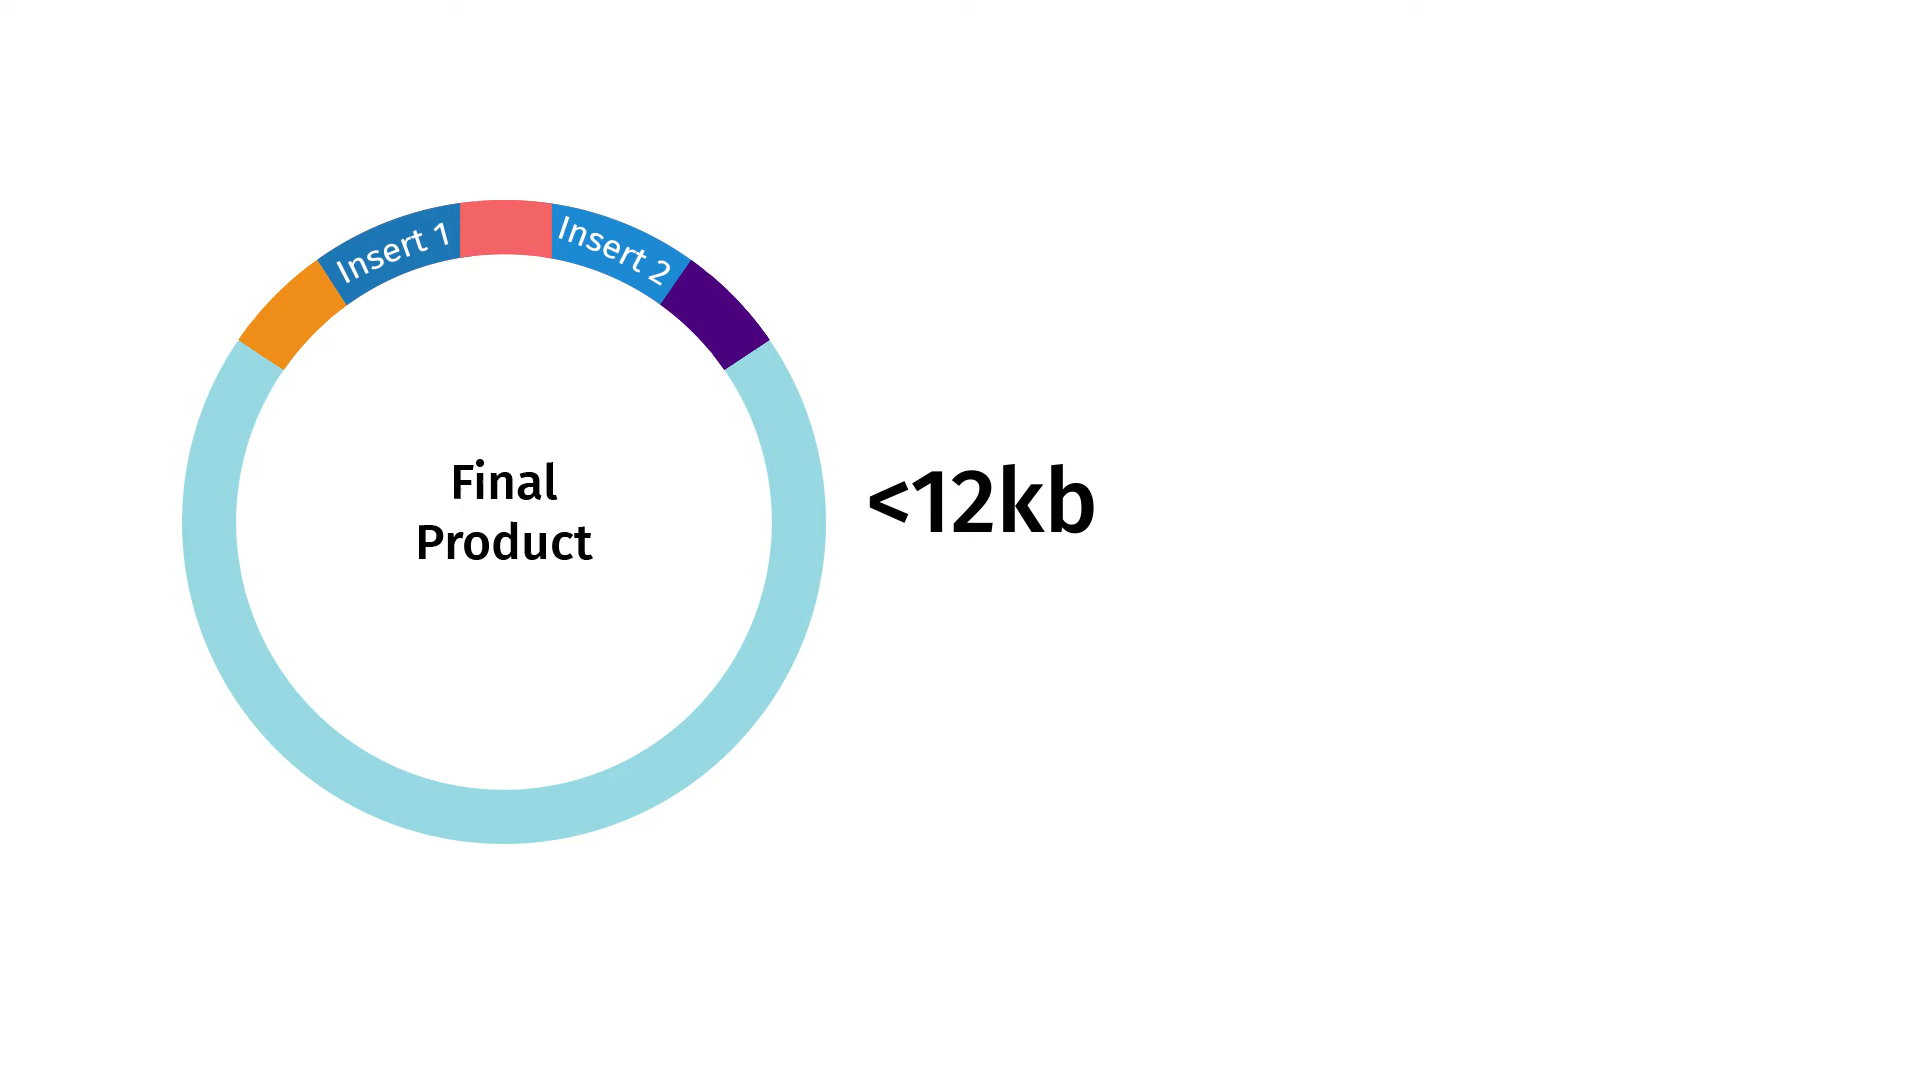 Insert 1
Insert 2
Final
Product
<12kb